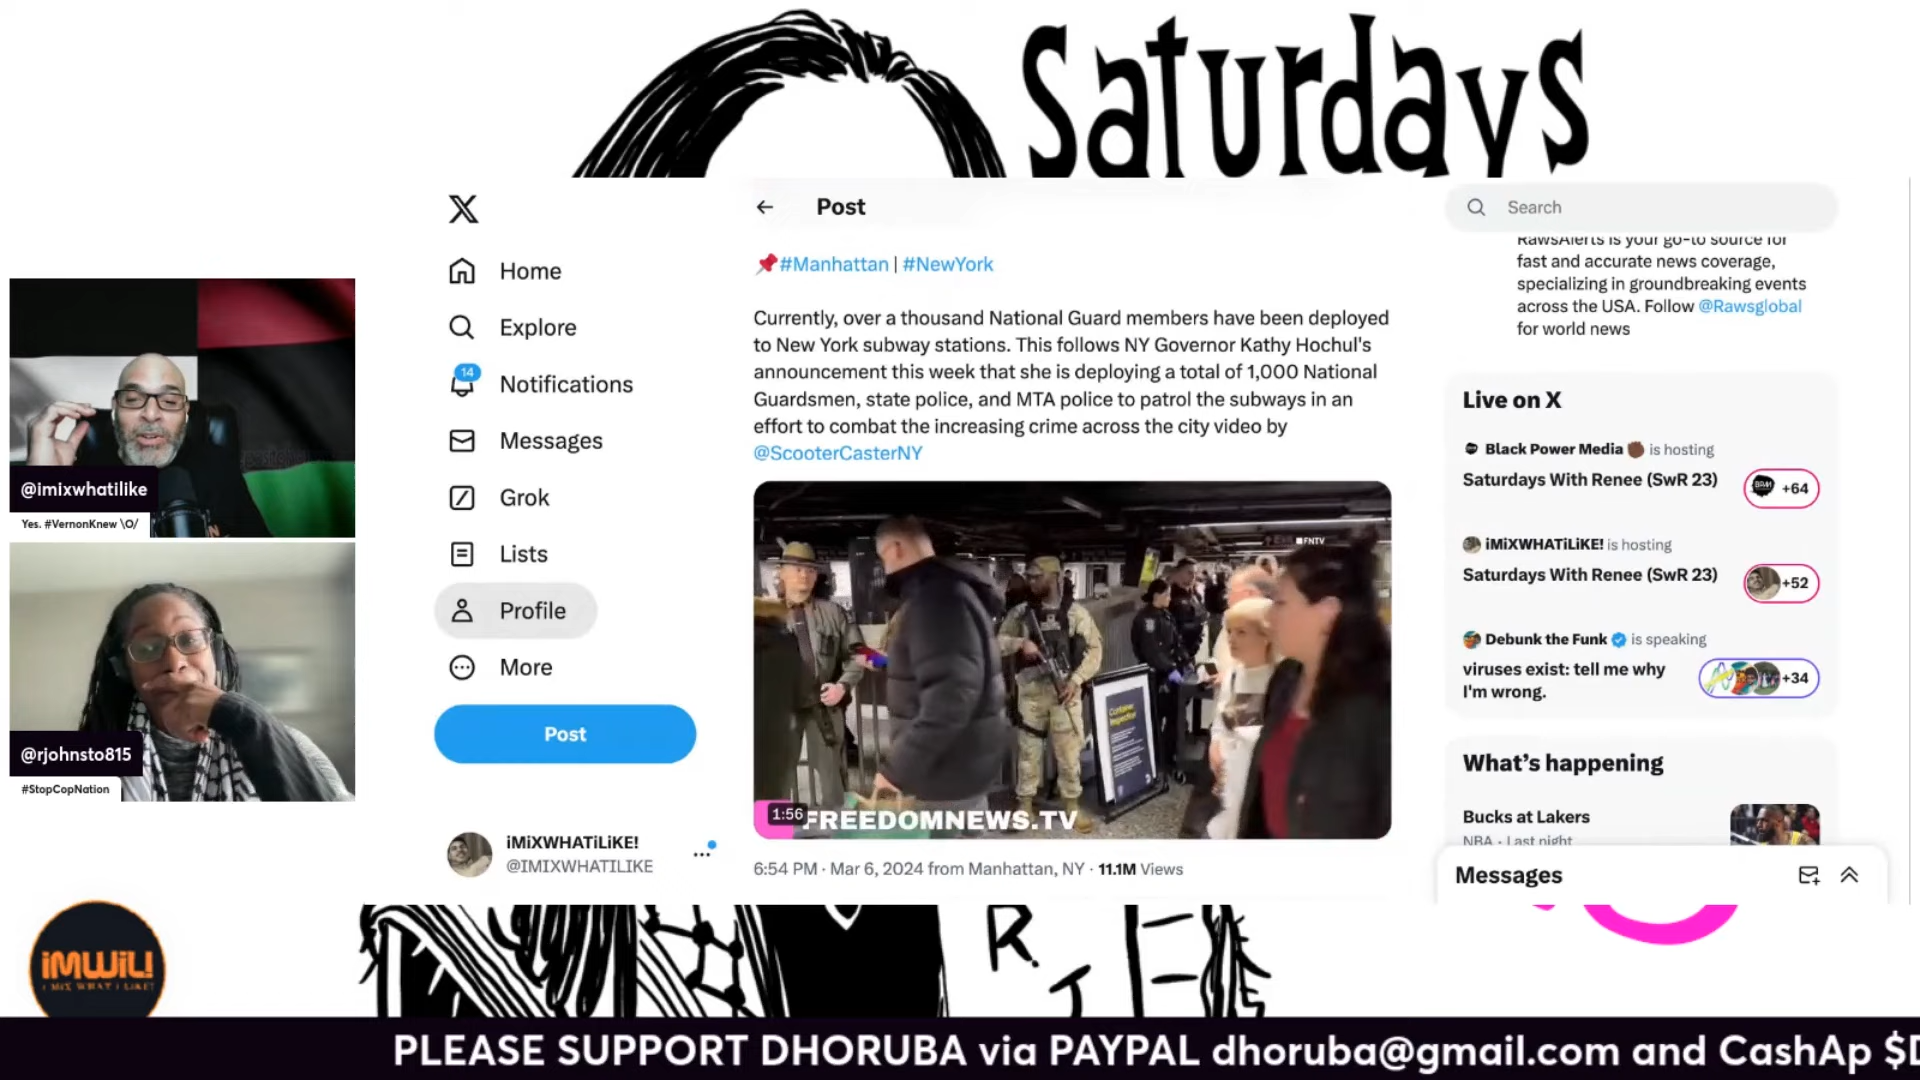 Saturdays
X
Home
Explore
14
Notifications
Messages
Grok
Lists
Profile
More
Post
iMiXWHATiLiKE!
@IMIXWHATILIKE
Post
#Manhattan | #NewYork
Currently, over a thousand National Guard members have been deployed
to New York subway stations. This follows NY Governor Kathy Hochul's
announcement this week that she is deploying a total of 1,000 National
Guardsmen, state police, and MTA police to patrol the subways in an
effort to combat the increasing crime across the city video by
@ScooterCasterNY
FNTV
Container
Inspection
1:56
FREEDOMNEWS.TV
6:54 PM · Mar 6, 2024 from Manhattan, NY · 11.1M Views
Search
RawsAlerts is your go-to source for
fast and accurate news coverage,
specializing in groundbreaking events
across the USA. Follow @Rawsglobal
for world news
Live on X
Black Power Media is hosting
Saturdays With Renee (SwR 23)
BPM
+64
iMiXWHATiLiKE! is hosting
Saturdays With Renee (SwR 23)
+52
Debunk the Funk is speaking
viruses exist: tell me why
I'm wrong.
+34
What's happening
Bucks at Lakers
NBA · Last night
Messages
@imixwhatilike
Yes. #VernonKnew \O/
@rjohnsto815
#StopCopNation
iMWiL!
I MiX WHAT I LiKE!
PLEASE SUPPORT DHORUBA via PAYPAL dhoruba@gmail.com and CashAp $D